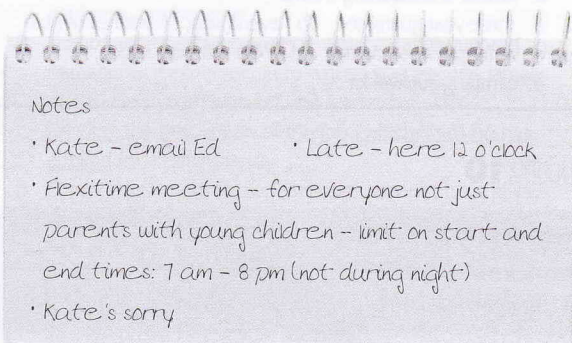 Notes
• Kate – email Ed • Late – here 12 o'clock
• Flexitime meeting – for everyone not just
parents with young children – limit on start and
end times: 7 am – 8 pm (not during night)
• Kate's sorry